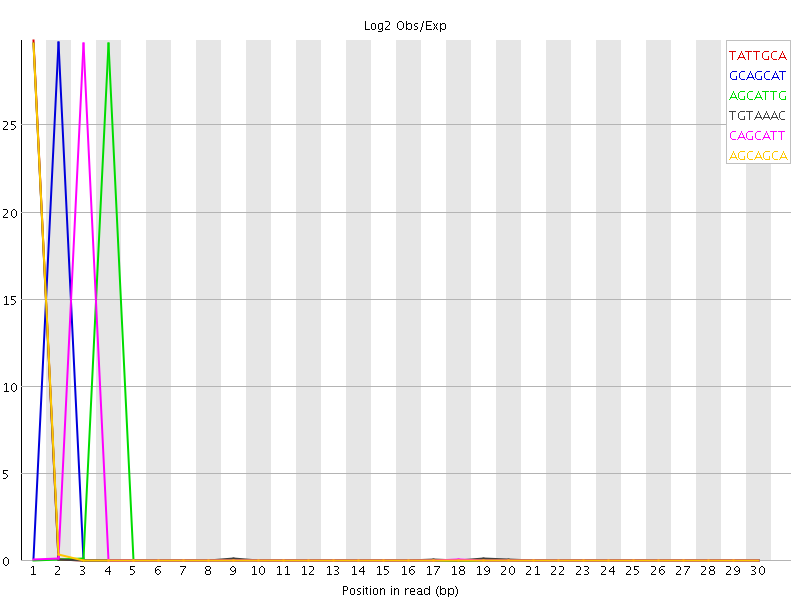 Log2 Obs/Exp
TATTGCA
GCAGCAT
AGCATTG
TGTAAAC
CAGCATT
AGCAGCA
25
20
15
10
5
0
1 2 3 4 5 6 7 8 9 10 11 12 13 14 15 16 17 18 19 20 21 22 23 24 25 26 27 28 29 30
Position in read (bp)